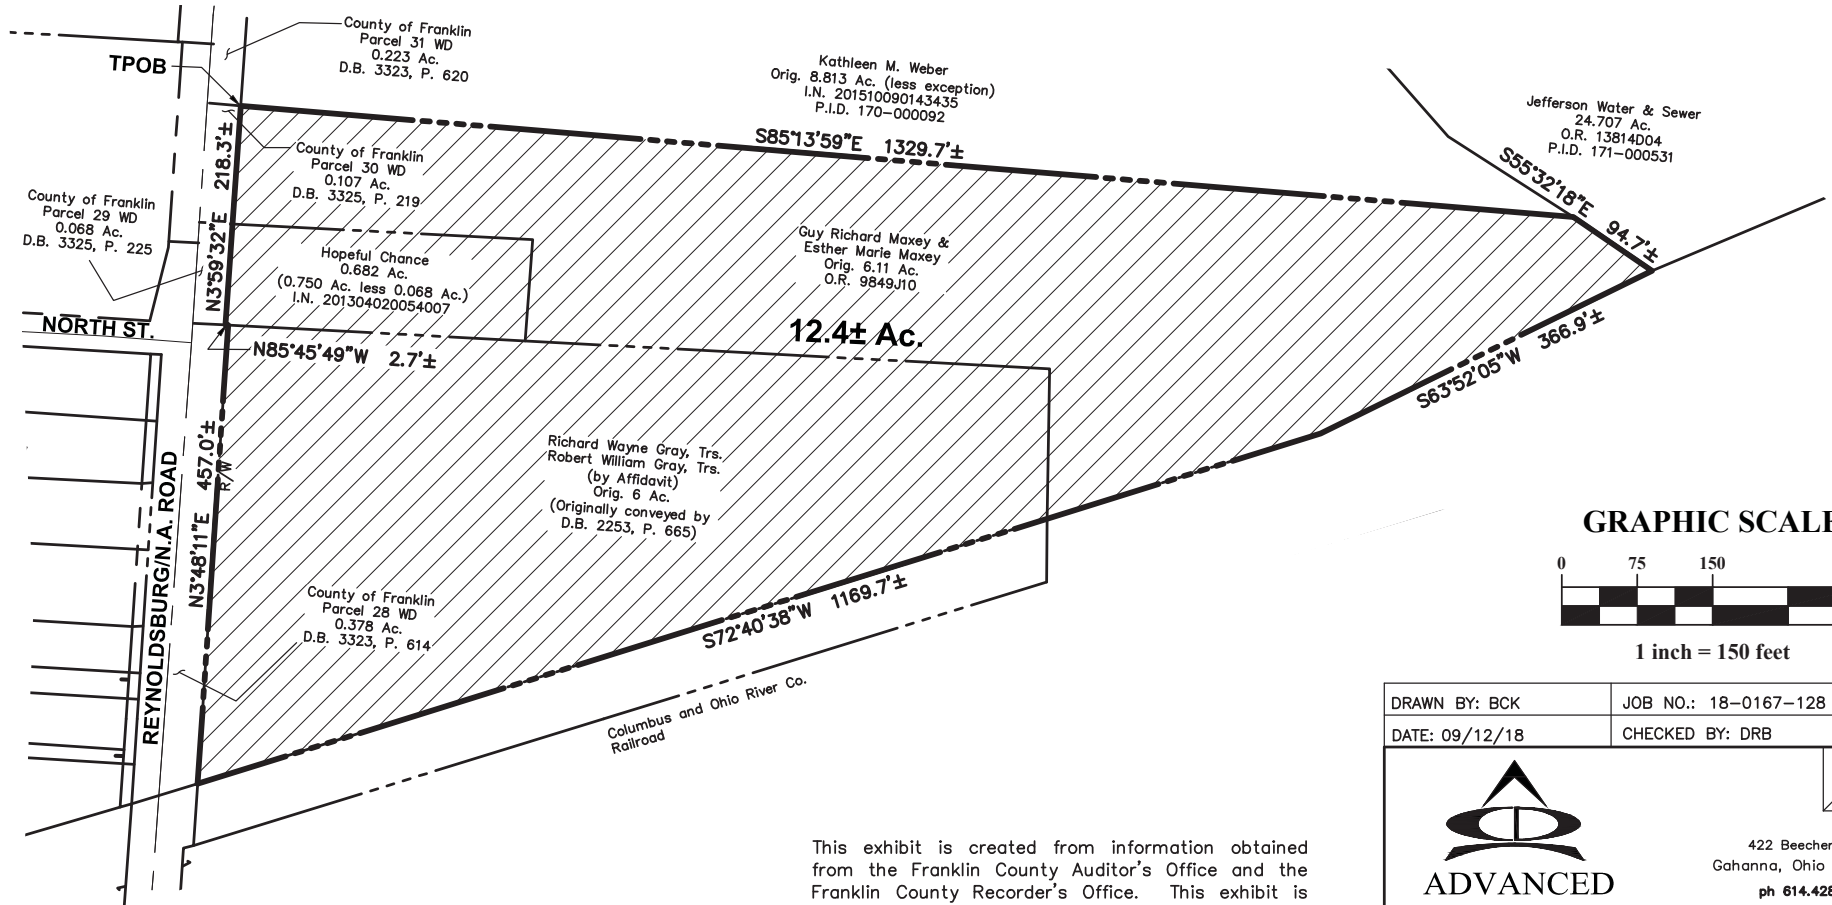 County of Franklin
Parcel 31 WD
0.223 Ac.
D.B. 3323, P. 620
TPOB
Kathleen M. Weber
Orig. 8.813 Ac. (less exception)
I.N. 201510090143435
P.I.D. 170-000092
Jefferson Water & Sewer
24.707 Ac.
O.R. 13814D04
P.I.D. 171-000531
S85°13'59"E 1329.7'±
S55°32'18"E 94.7'±
218.3'±
N3°59'32"E
County of Franklin
Parcel 30 WD
0.107 Ac.
D.B. 3325, P. 219
County of Franklin
Parcel 29 WD
0.068 Ac.
D.B. 3325, P. 225
Hopeful Chance
0.682 Ac.
(0.750 Ac. less 0.068 Ac.)
I.N. 201304020054007
Guy Richard Maxey &
Esther Marie Maxey
Orig. 6.11 Ac.
O.R. 9849J10
12.4± Ac.
NORTH ST.
N85°45'49"W 2.7'±
S63°52'05"W 366.9'±
Richard Wayne Gray, Trs.
Robert William Gray, Trs.
(by Affidavit)
Orig. 6 Ac.
(Originally conveyed by
D.B. 2253, P. 665)
N3°48'11"E 457.0'±
R/W
REYNOLDSBURG/N.A. ROAD
County of Franklin
Parcel 28 WD
0.378 Ac.
D.B. 3323, P. 614
S72°40'38"W 1169.7'±
Columbus and Ohio River Co.
Railroad
GRAPHIC SCALE
0 75 150
1 inch = 150 feet
DRAWN BY: BCK JOB NO.: 18-0167-128
DATE: 09/12/18 CHECKED BY: DRB
This exhibit is created from information obtained
from the Franklin County Auditor's Office and the
Franklin County Recorder's Office. This exhibit is
ADVANCED
422 Beecher
Gahanna, Ohio
ph 614.428